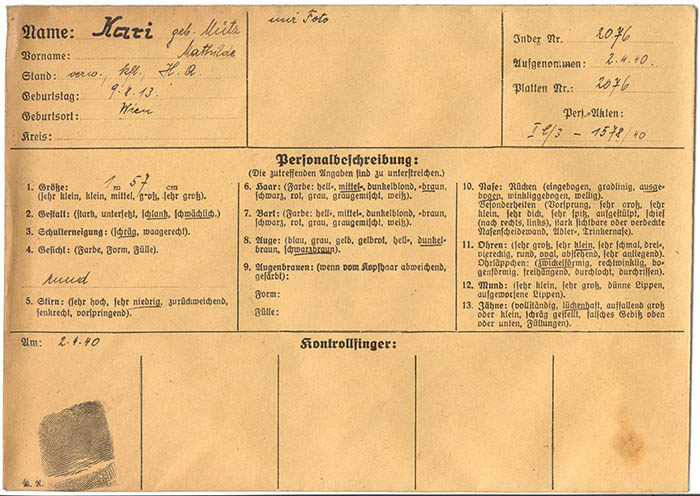 Name: Kari geb. Mütz
Vorname: Mathilde
Stand: verw., kfl., H. A.
Geburtstag: 9.8.13.
Geburtsort: Wien
Kreis:
mit Foto
Index Nr. 2076
Aufgenommen: 2.4.40.
Platten Nr.: 2076
Pers.-Akten:
1578/40
Personalbeschreibung:
(Die zutreffenden Angaben sind zu unterstreichen.)
1. Größe: 1 m 57 cm
(sehr klein, klein, mittel, groß, sehr groß).
2. Gestalt: (stark, untersetzt, schlank, schwächlich.)
3. Schulterneigung: (schräg, waagerecht).
4. Gesicht: (Farbe, Form, Fülle).
rund
5. Stirn: (sehr hoch, sehr niedrig, zurückweichend,
senkrecht, vorspringend).
6. Haar: (Farbe: hell-, mittel-, dunkelblond, -braun,
schwarz, rot, grau, graugemischt, weiß).
7. Bart: (Farbe: hell-, mittel-, dunkelblond, -braun,
schwarz, rot, grau, graugemischt, weiß).
8. Auge: (blau, grau, gelb, gelbrot, hell-, dunkel-
braun, schwarzbraun).
9. Augenbrauen: (wenn vom Kopfhaar abweichend,
gefärbt):
Form:
Fülle:
10. Nase: Rücken (eingebogen, gradlinig, ausge-
bogen, winkliggebogen, wellig).
Besonderheiten (Vorsprung, sehr groß, sehr
klein, sehr dick, sehr spitz, aufgestülpt, schief
(nach rechts, links), stark sichtbare oder verdeckte
Nasenscheidewand, Adler-, Trinkernase).
11. Ohren: (sehr groß, sehr klein, sehr schmal, drei-,
viereckig, rund, oval, abstehend, sehr anliegend).
Ohrläppchen: (zwickelförmig, rechtwinklig, bo-
genförmig, freihängend, durchlocht, durchrissen).
12. Mund: (sehr klein, sehr groß, dünne Lippen,
aufgeworfene Lippen).
13. Zähne: (vollständig, lückenhaft, auffallend groß
oder klein, schräg gestellt, falsches Gebiß oben
oder unten, Füllungen).
Am: 2.4.40
Kontrollfinger: